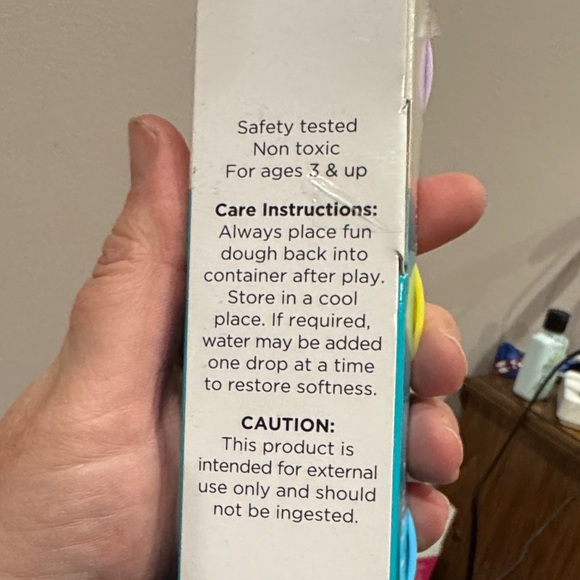 Safety tested
Non toxic
For ages 3 & up
Care Instructions:
Always place fun
dough back into
container after play.
Store in a cool
place. If required,
water may be added
one drop at a time
to restore softness.
CAUTION:
This product is
intended for external
use only and should
not be ingested.